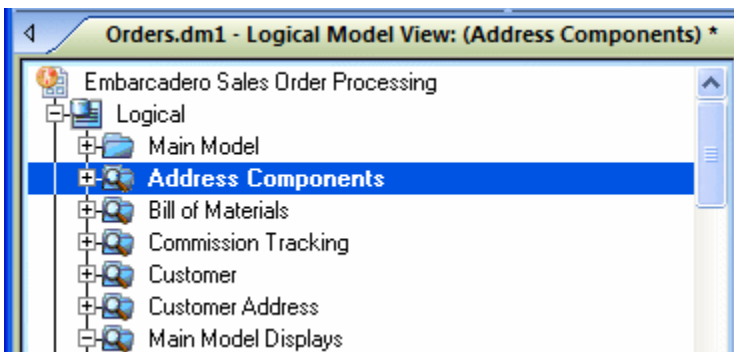 Orders.dm1 - Logical Model View: (Address Components) *
Embarcadero Sales Order Processing
Logical
Main Model
Address Components
Bill of Materials
Commission Tracking
Customer
Customer Address
Main Model Displays